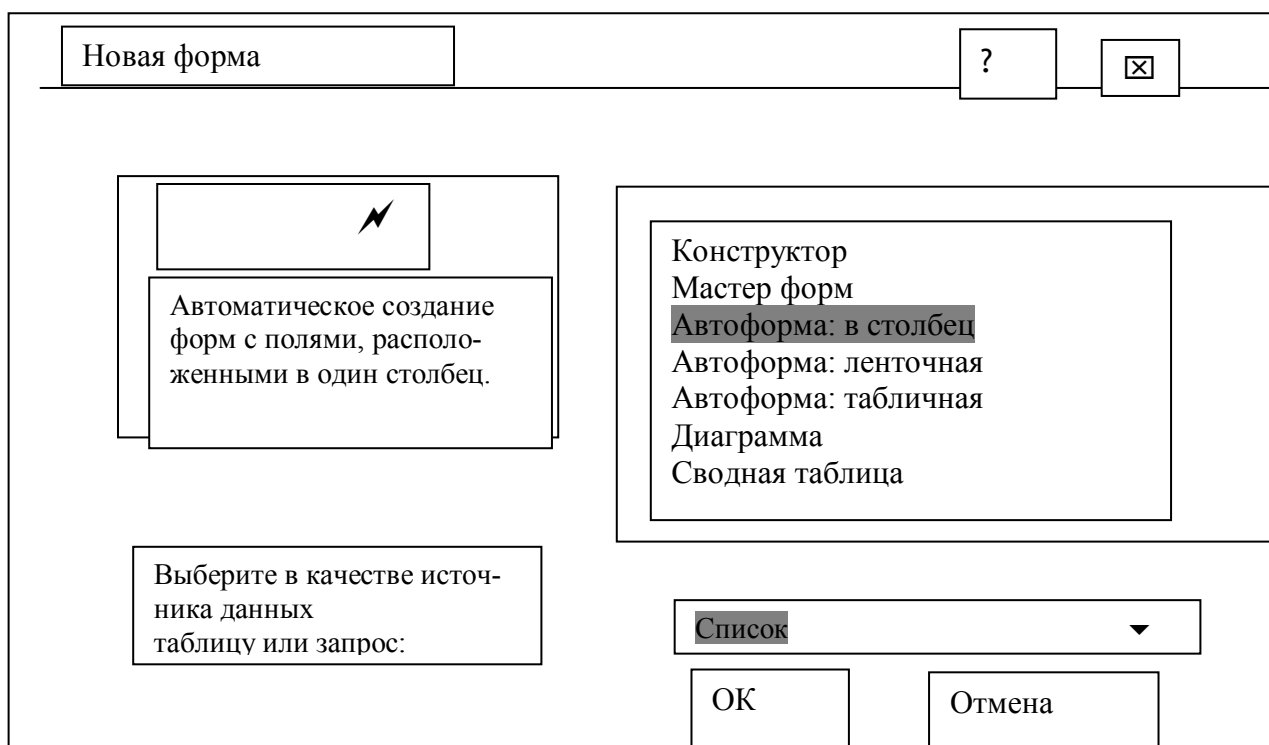 Новая форма
?
Автоматическое создание
форм с полями, располо-
женными в один столбец.
Конструктор
Мастер форм
Автоформа: в столбец
Автоформа: ленточная
Автоформа: табличная
Диаграмма
Сводная таблица
Выберите в качестве источ-
ника данных
таблицу или запрос:
Список
ОК
Отмена